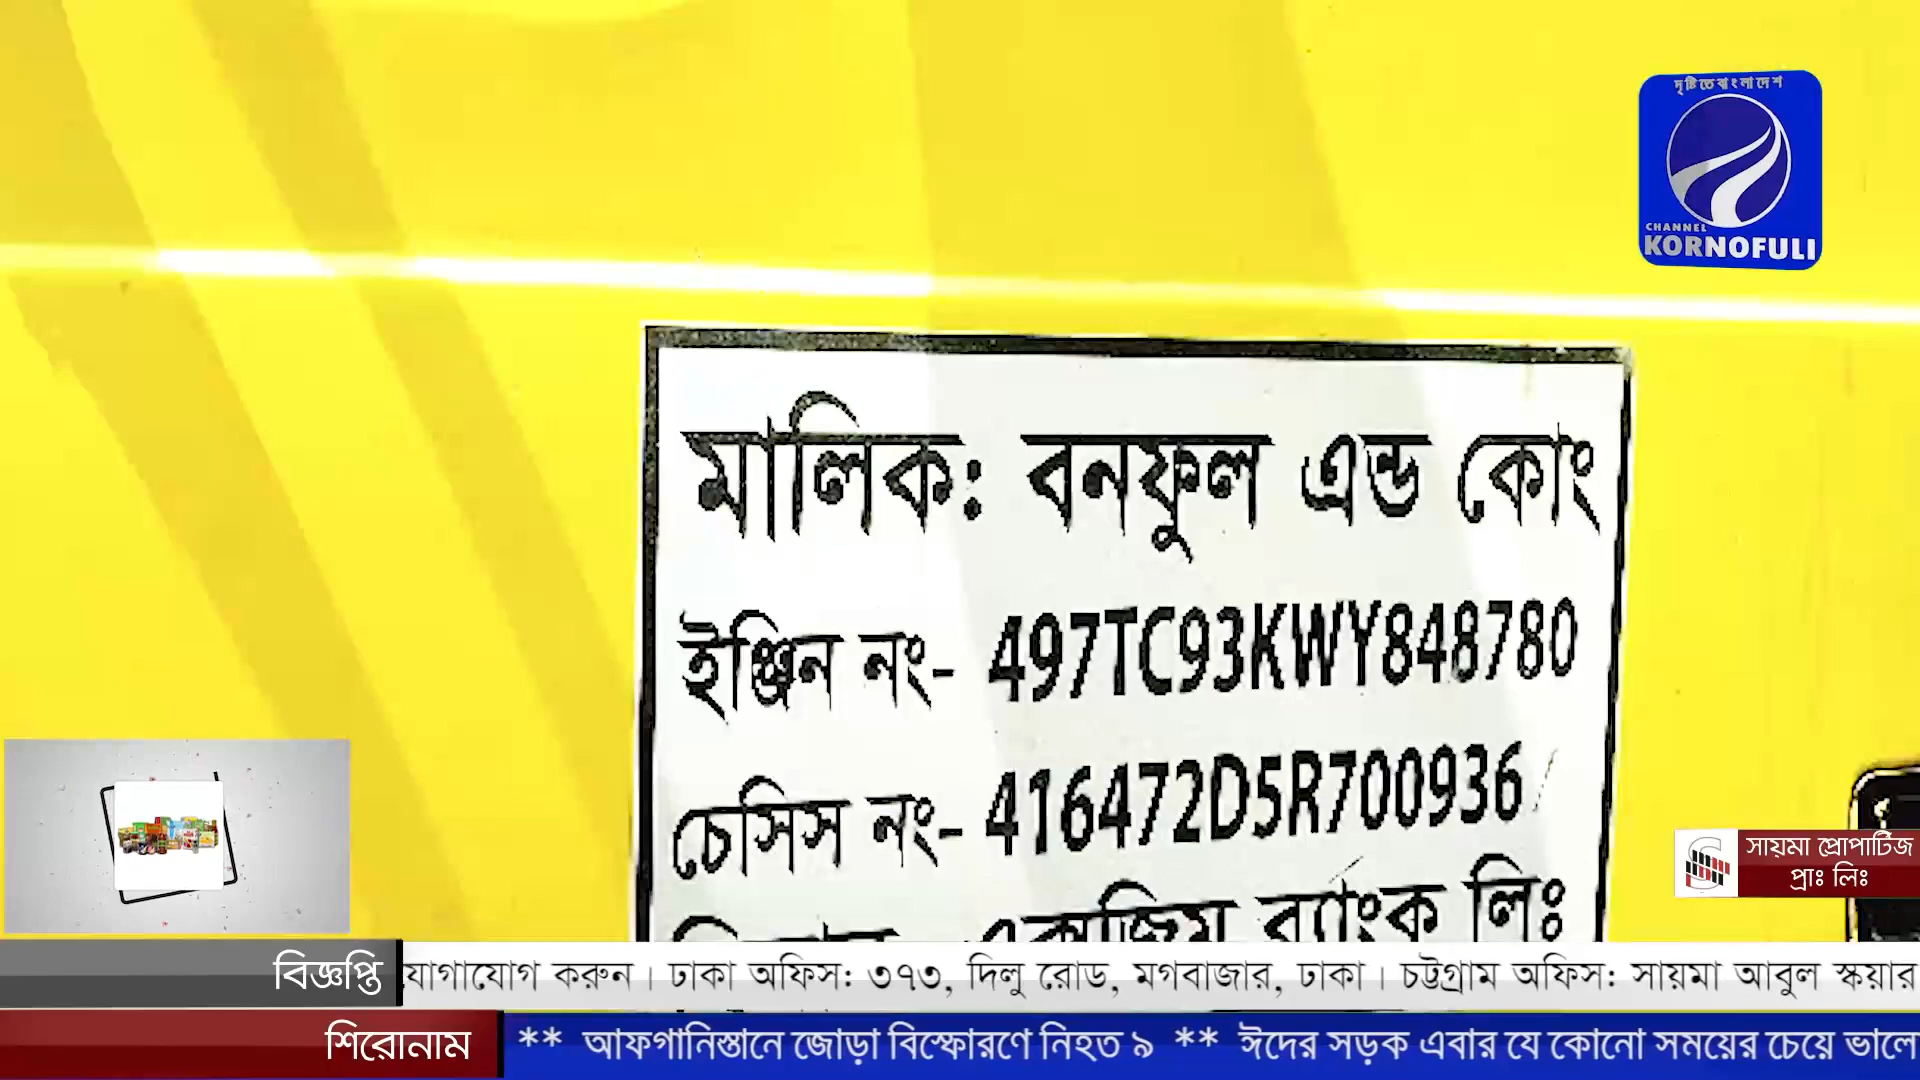 দৃষ্টিতে বাংলাদেশ
CHANNEL
KORNOFULI
মালিক: বনফুল এন্ড কোং
ইঞ্জিন নং- 497TC93KWY848780
চেসিস নং- 416472D5R700936
এক্সজিম ব্যাংক লিঃ
সায়মা প্রোপার্টিজ
প্রাঃ লিঃ
বিজ্ঞপ্তি যোগাযোগ করুন। ঢাকা অফিস: ৩৭৩, দিলু রোড, মগবাজার, ঢাকা। চট্টগ্রাম অফিস: সায়মা আবুল স্কয়ার
শিরোনাম ** আফগানিস্তানে জোড়া বিস্ফোরণে নিহত ৯ ** ঈদের সড়ক এবার যে কোনো সময়ের চেয়ে ভালো